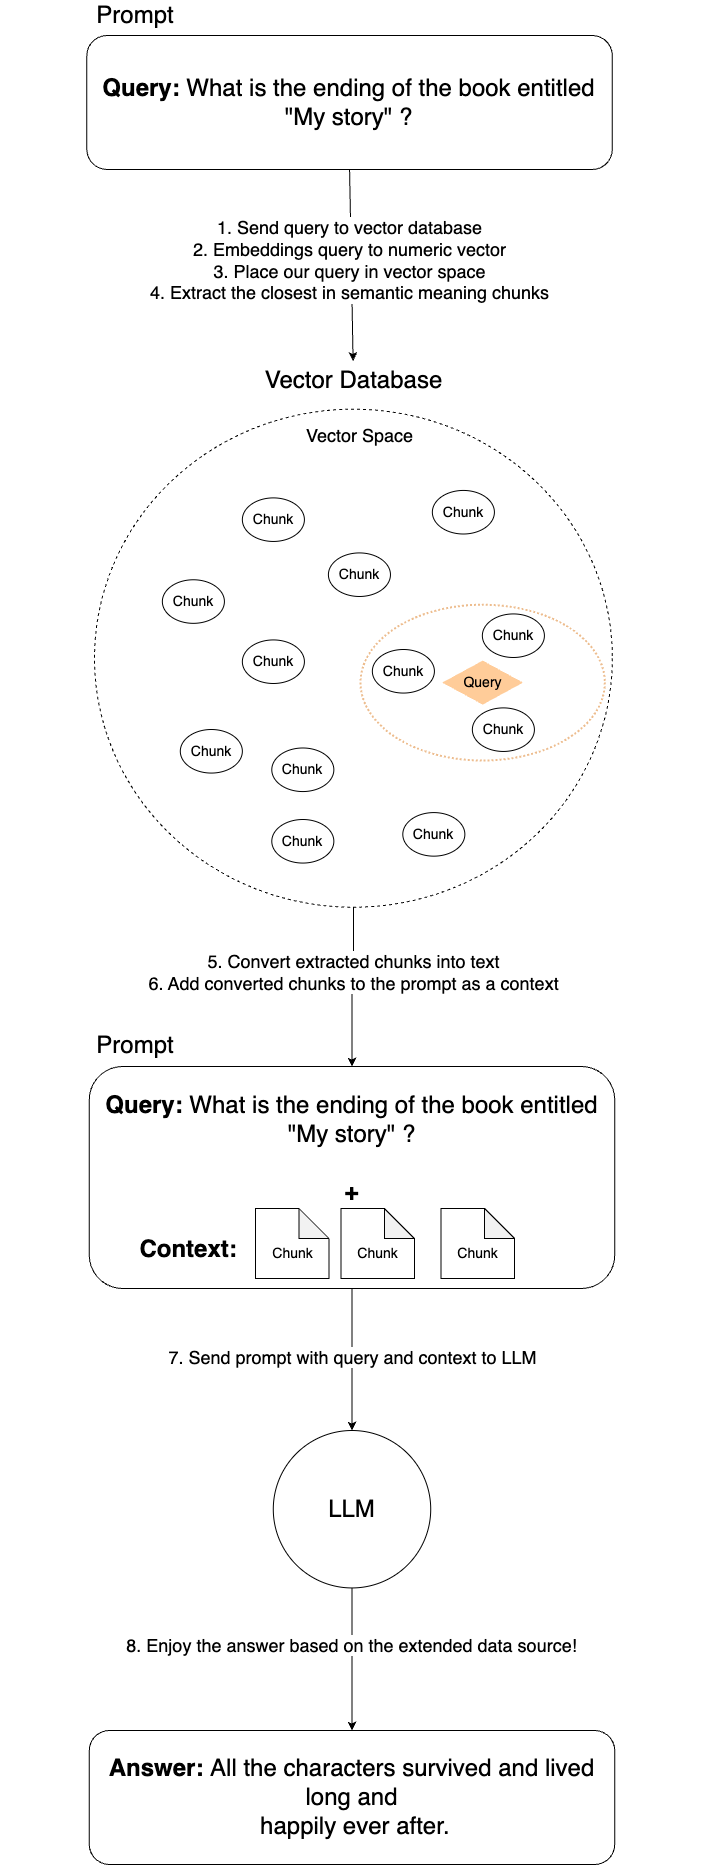 Prompt
Query: What is the ending of the book entitled
"My story" ?
1. Send query to vector database
2. Embeddings query to numeric vector
3. Place our query in vector space
4. Extract the closest in semantic meaning chunks
Vector Database
Vector Space
Chunk
Chunk
Chunk
Chunk
Chunk
Chunk
Chunk
Query
Chunk
Chunk
Chunk
Chunk
Chunk
5. Convert extracted chunks into text
6. Add converted chunks to the prompt as a context
Prompt
Query: What is the ending of the book entitled
"My story" ?
+
Context:
Chunk
Chunk
Chunk
7. Send prompt with query and context to LLM
LLM
8. Enjoy the answer based on the extended data source!
Answer: All the characters survived and lived
long and
happily ever after.